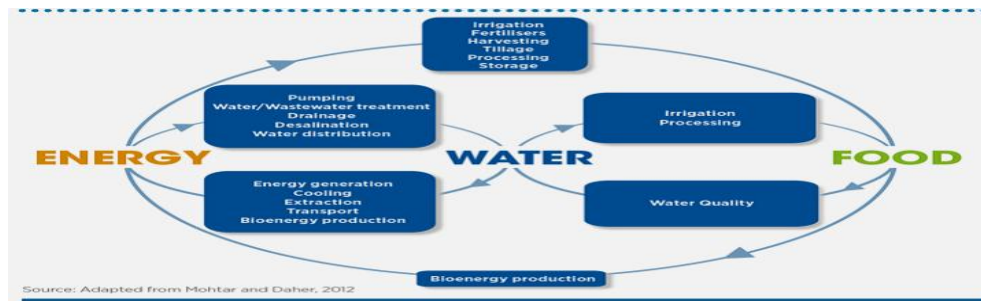 Irrigation
Fertilisers
Harvesting
Tillage
Processing
Storage
Pumping
Water/Wastewater treatment
Drainage
Desalination
Water distribution
Irrigation
Processing
ENERGY
WATER
FOOD
Energy generation
Cooling
Extraction
Transport
Bioenergy production
Water Quality
Bioenergy production
Source: Adapted from Mohtar and Daher, 2012